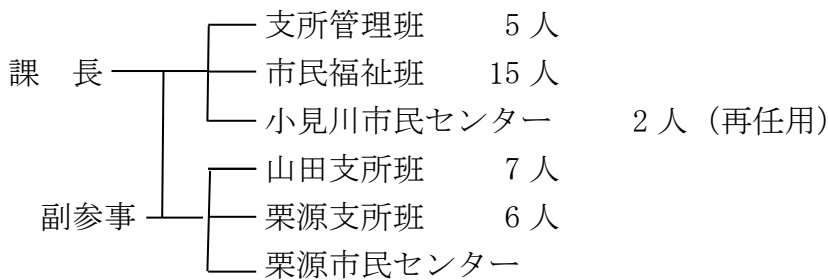 支所管理班 5人
課 長 市民福祉班 15人
小見川市民センター 2人（再任用）
山田支所班 7人
副参事 栗源支所班 6人
栗源市民センター